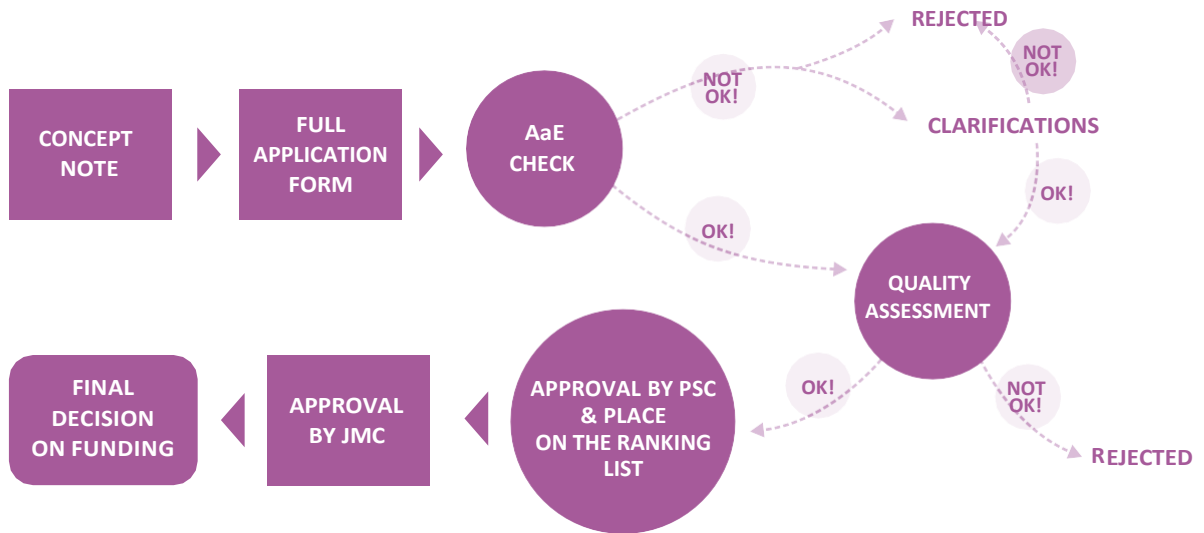 CONCEPT
NOTE
FULL
APPLICATION
FORM
AaE
CHECK
NOT
OK!
REJECTED
NOT
OK!
CLARIFICATIONS
OK!
OK!
QUALITY
ASSESSMENT
NOT
OK!
REJECTED
OK!
APPROVAL BY PSC
& PLACE
ON THE RANKING
LIST
APPROVAL
BY JMC
FINAL
DECISION
ON FUNDING